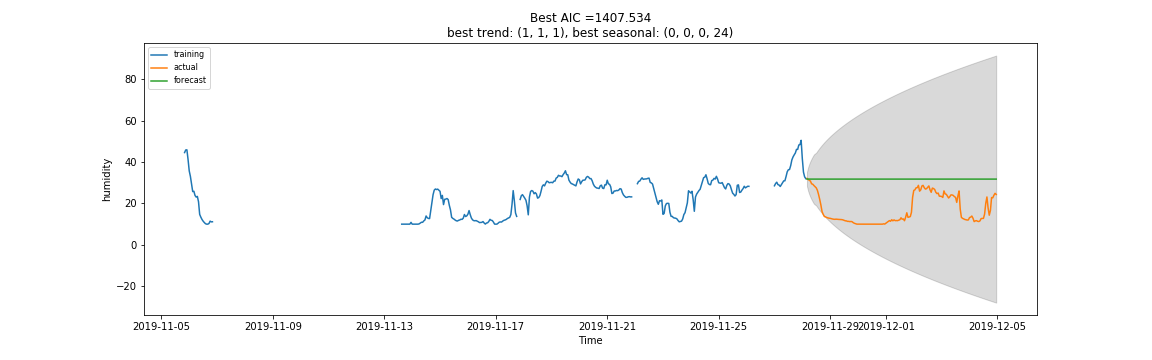 Best AIC =1407.534
best trend: (1, 1, 1), best seasonal: (0, 0, 0, 24)
training
actual
forecast
80
60
40
20
0
−20
humidity
2019-11-05 2019-11-09 2019-11-13 2019-11-17 2019-11-21 2019-11-25 2019-11-29 2019-12-01 2019-12-05
Time